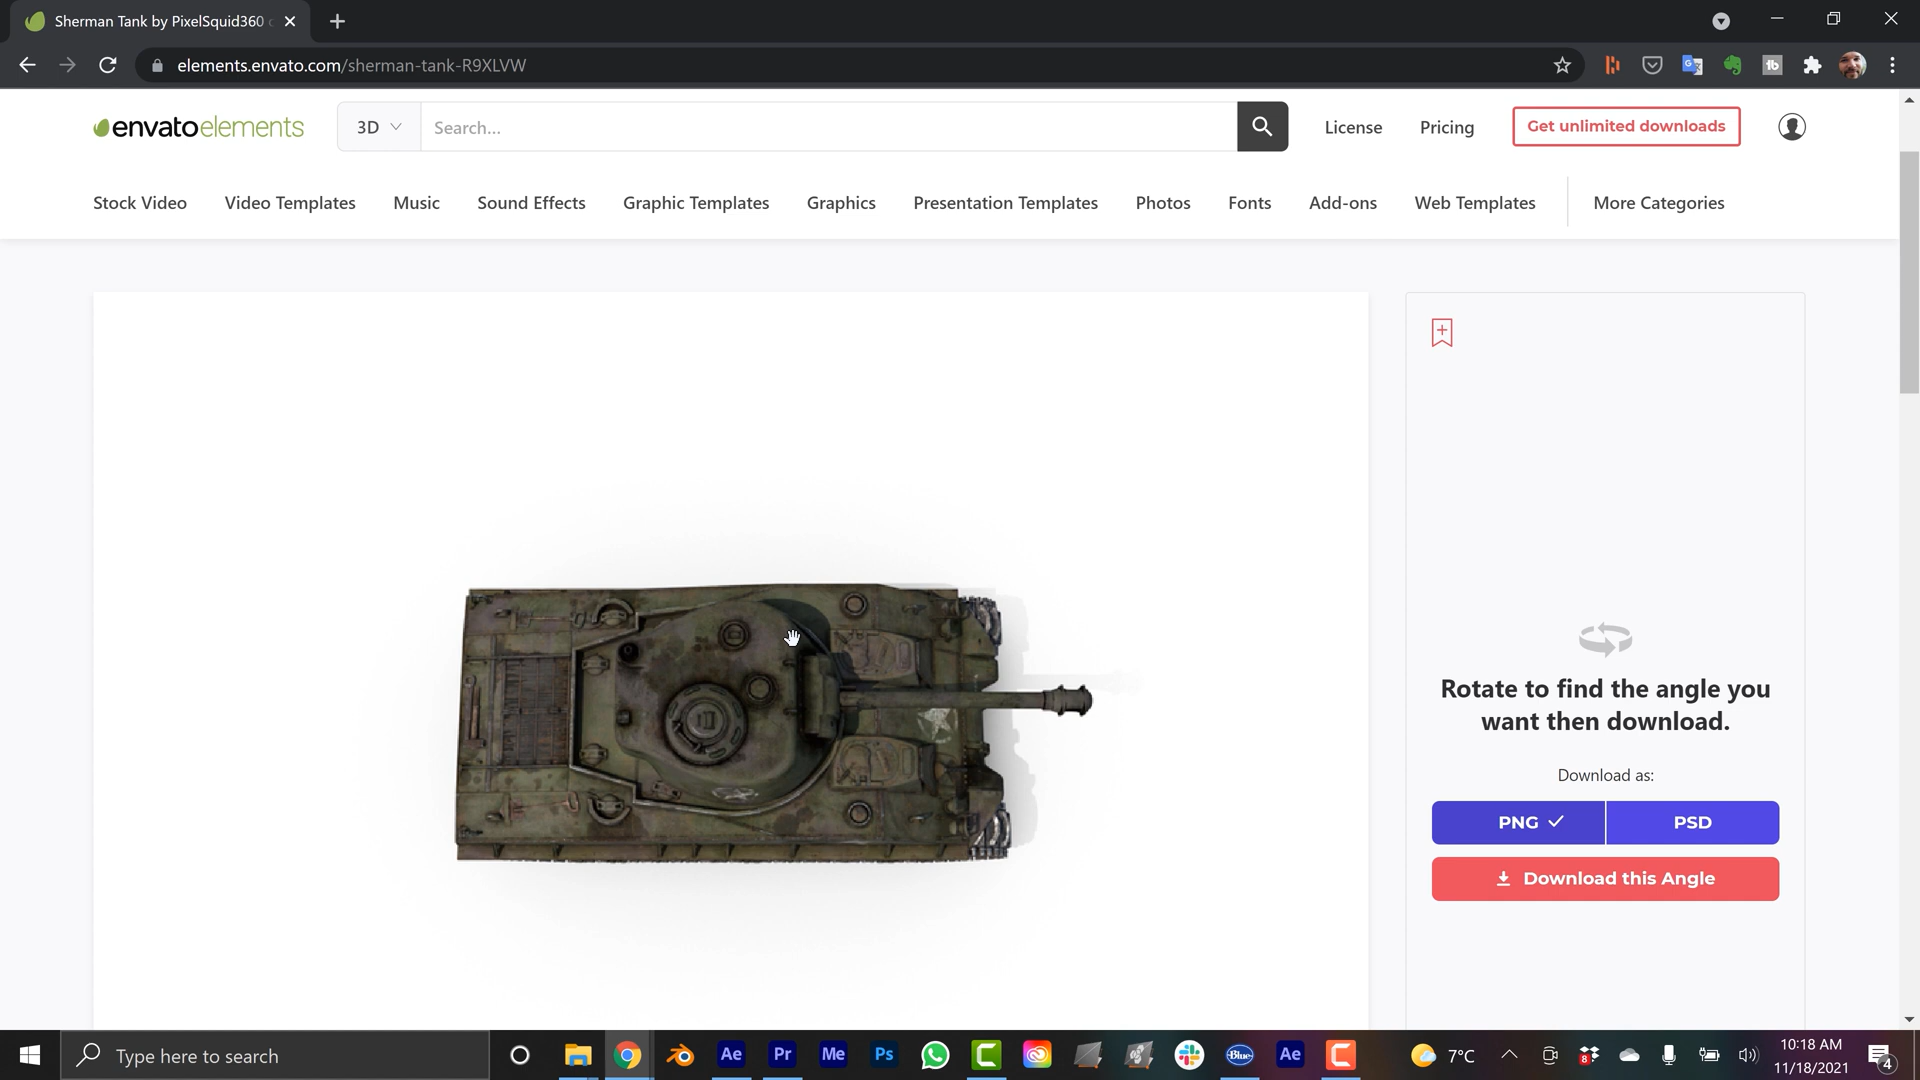 Sherman Tank by PixelSquid360
elements.envato.com/sherman-tank-R9XLVW
envatoelements
3D
Search...
License
Pricing
Get unlimited downloads
Stock Video
Video Templates
Music
Sound Effects
Graphic Templates
Graphics
Presentation Templates
Photos
Fonts
Add-ons
Web Templates
More Categories
Rotate to find the angle you
want then download.
Download as:
PNG
PSD
Download this Angle
Type here to search
Ae
Pr
Me
Ps
Blue
Ae
7°C
8
10:18 AM
11/18/2021
4